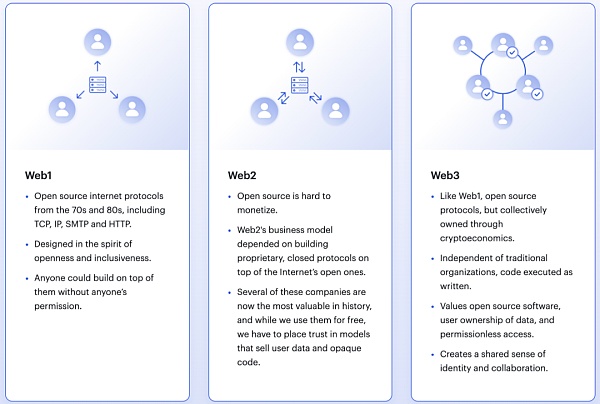 Web1
• Open source internet protocols
from the 70s and 80s, including
TCP, IP, SMTP and HTTP.
• Designed in the spirit of
openness and inclusiveness.
• Anyone could build on top of
them without anyone's
permission.
Web2
• Open source is hard to
monetize.
• Web2's business model
depended on building
proprietary, closed protocols on
top of the Internet's open ones.
• Several of these companies are
now the most valuable in history,
and while we use them for free,
we have to place trust in models
that sell user data and opaque
code.
Web3
• Like Web1, open source
protocols, but collectively
owned through
cryptoeconomics.
• Independent of traditional
organizations, code executed as
written.
• Values open source software,
user ownership of data, and
permissionless access.
• Creates a shared sense of
identity and collaboration.